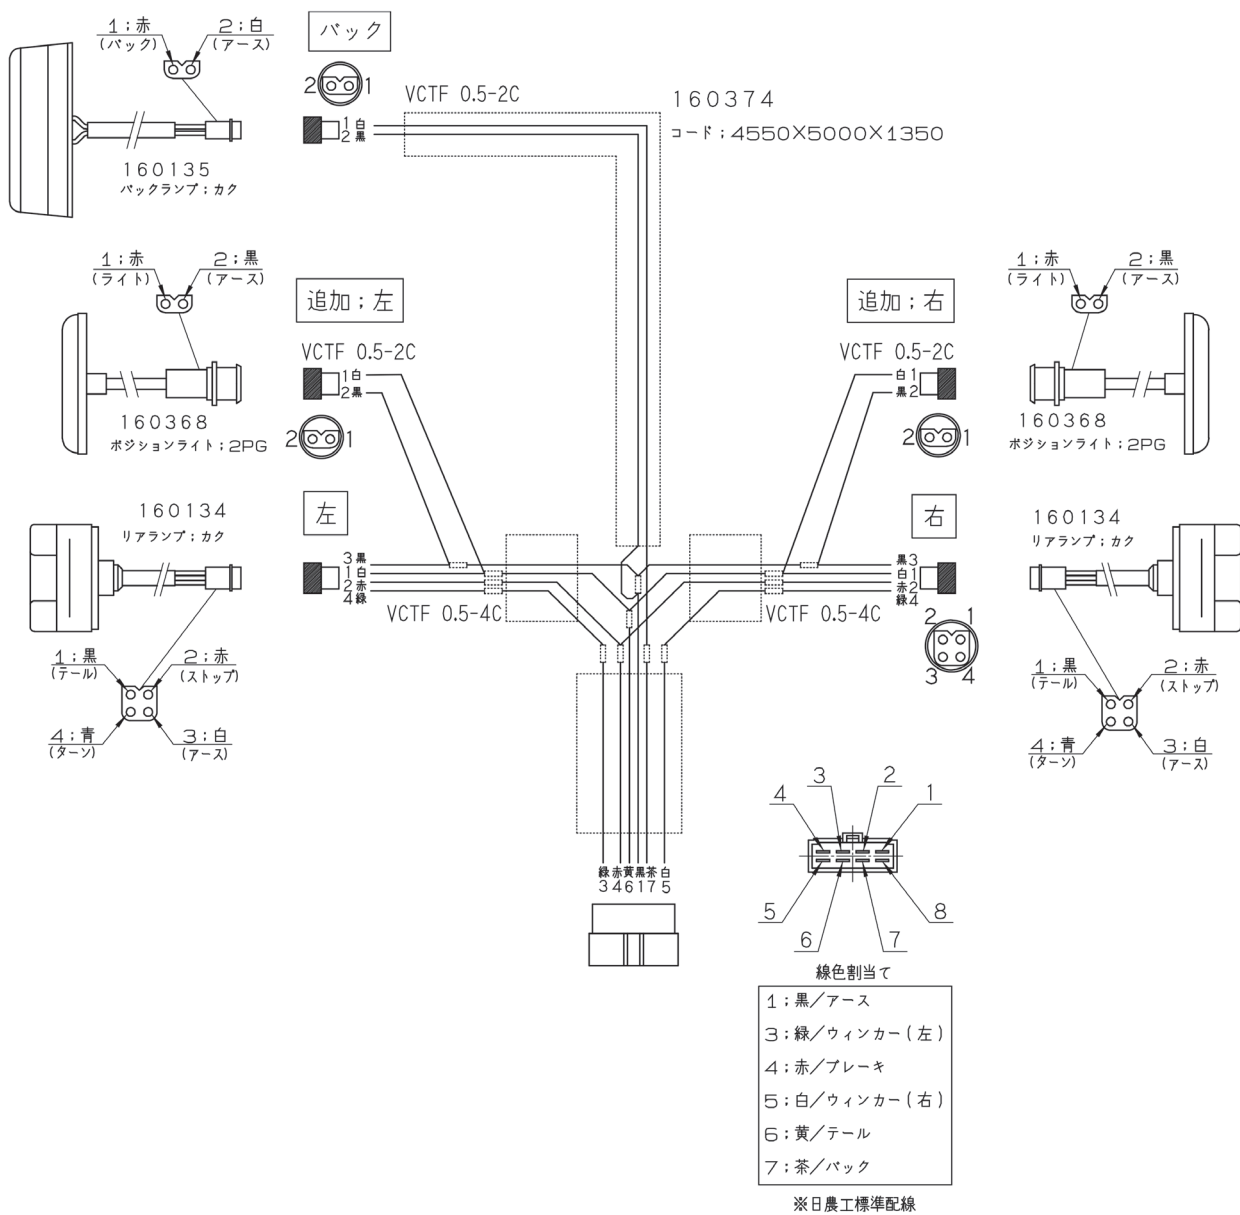 1;赤
(バック)
2;白
(アース)
バック
2
1
VCTF 0.5-2C
160374
コード;4550X5000X1350
1白
2黒
160135
バックランプ;カク
1;赤
(ライト)
2;黒
(アース)
追加;左
追加;右
1;赤
(ライト)
2;黒
(アース)
VCTF 0.5-2C
VCTF 0.5-2C
1白
2黒
白1
黒2
160368
ポジションライト;2PG
2
1
2
1
160368
ポジションライト;2PG
160134
リアランプ;カク
左
右
160134
リアランプ;カク
3黒
1白
2赤
4緑
黒3
白1
赤2
緑4
VCTF 0.5-4C
VCTF 0.5-4C
2
1
3
4
1;黒
(テール)
2;赤
(ストップ)
4;青
(ターン)
3;白
(アース)
1;黒
(テール)
2;赤
(ストップ)
4;青
(ターン)
3;白
(アース)
緑赤黄黒茶白
3 4 6 1 7 5
4
3
2
1
5
6
7
8
線色割当て
1;黒/アース
3;緑/ウィンカー(左)
4;赤/ブレーキ
5;白/ウィンカー(右)
6;黄/テール
7;茶/バック
※日農工標準配線